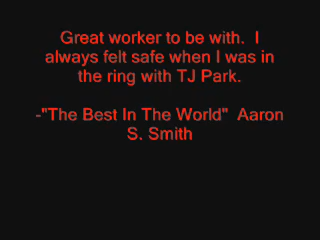 Great worker to be with.  I
always felt safe when I was in
the ring with TJ Park.
-"The Best In The World"  Aaron
S. Smith